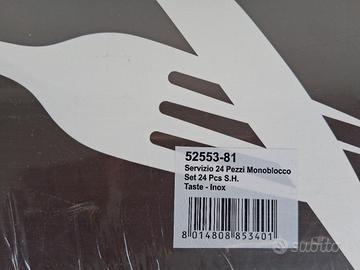 52553-81
Servizio 24 Pezzi Monoblocco
Set 24 Pcs S.H.
Taste - Inox
8 014808 853401
subito